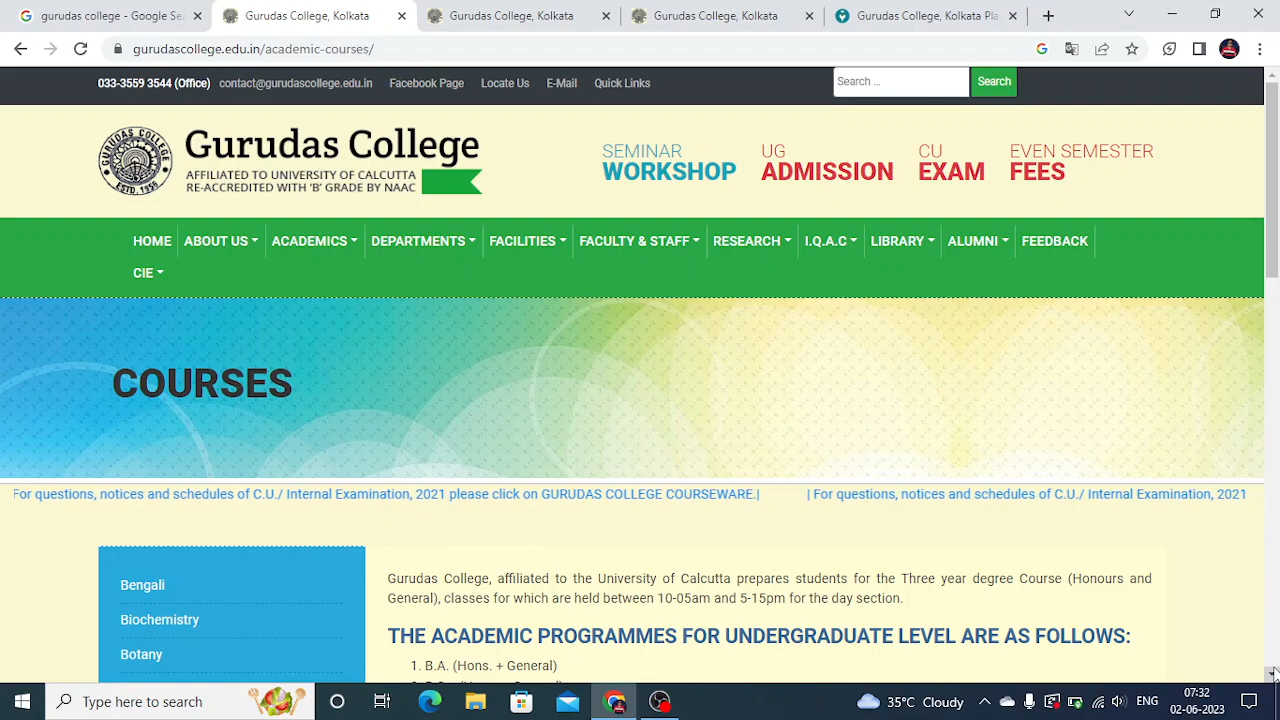 gurudas college - Google Se
Gurudas College, Kolkat
Gurudas College, Kolkat
Gurudas College, Kolkat
Gurudas College, Kolkata Pla
gurudascollege.edu.in/academic-courses/
033-3559 3544 (Office) contact@gurudascollege.edu.in Facebook Page Locate Us E-Mail Quick Links
Search ... Search
Gurudas College
AFFILIATED TO UNIVERSITY OF CALCUTTA
RE-ACCREDITED WITH 'B' GRADE BY NAAC
GURUDAS COLLEGE
ESTD. 1956
SEMINAR
WORKSHOP
UG
ADMISSION
CU
EXAM
EVEN SEMESTER
FEES
HOME ABOUT US ACADEMICS DEPARTMENTS FACILITIES FACULTY & STAFF RESEARCH I.Q.A.C LIBRARY ALUMNI FEEDBACK
CIE
COURSES
For questions, notices and schedules of C.U./ Internal Examination, 2021 please click on GURUDAS COLLEGE COURSEWARE.| | For questions, notices and schedules of C.U./ Internal Examination, 2021
Bengali
Biochemistry
Botany
Gurudas College, affiliated to the University of Calcutta prepares students for the Three year degree Course (Honours and
General), classes for which are held between 10-05am and 5-15pm for the day section.
THE ACADEMIC PROGRAMMES FOR UNDERGRADUATE LEVEL ARE AS FOLLOWS:
1. B.A. (Hons. + General)
Type here to search
35°C Cloudy
ENG
07:32
02-06-2023